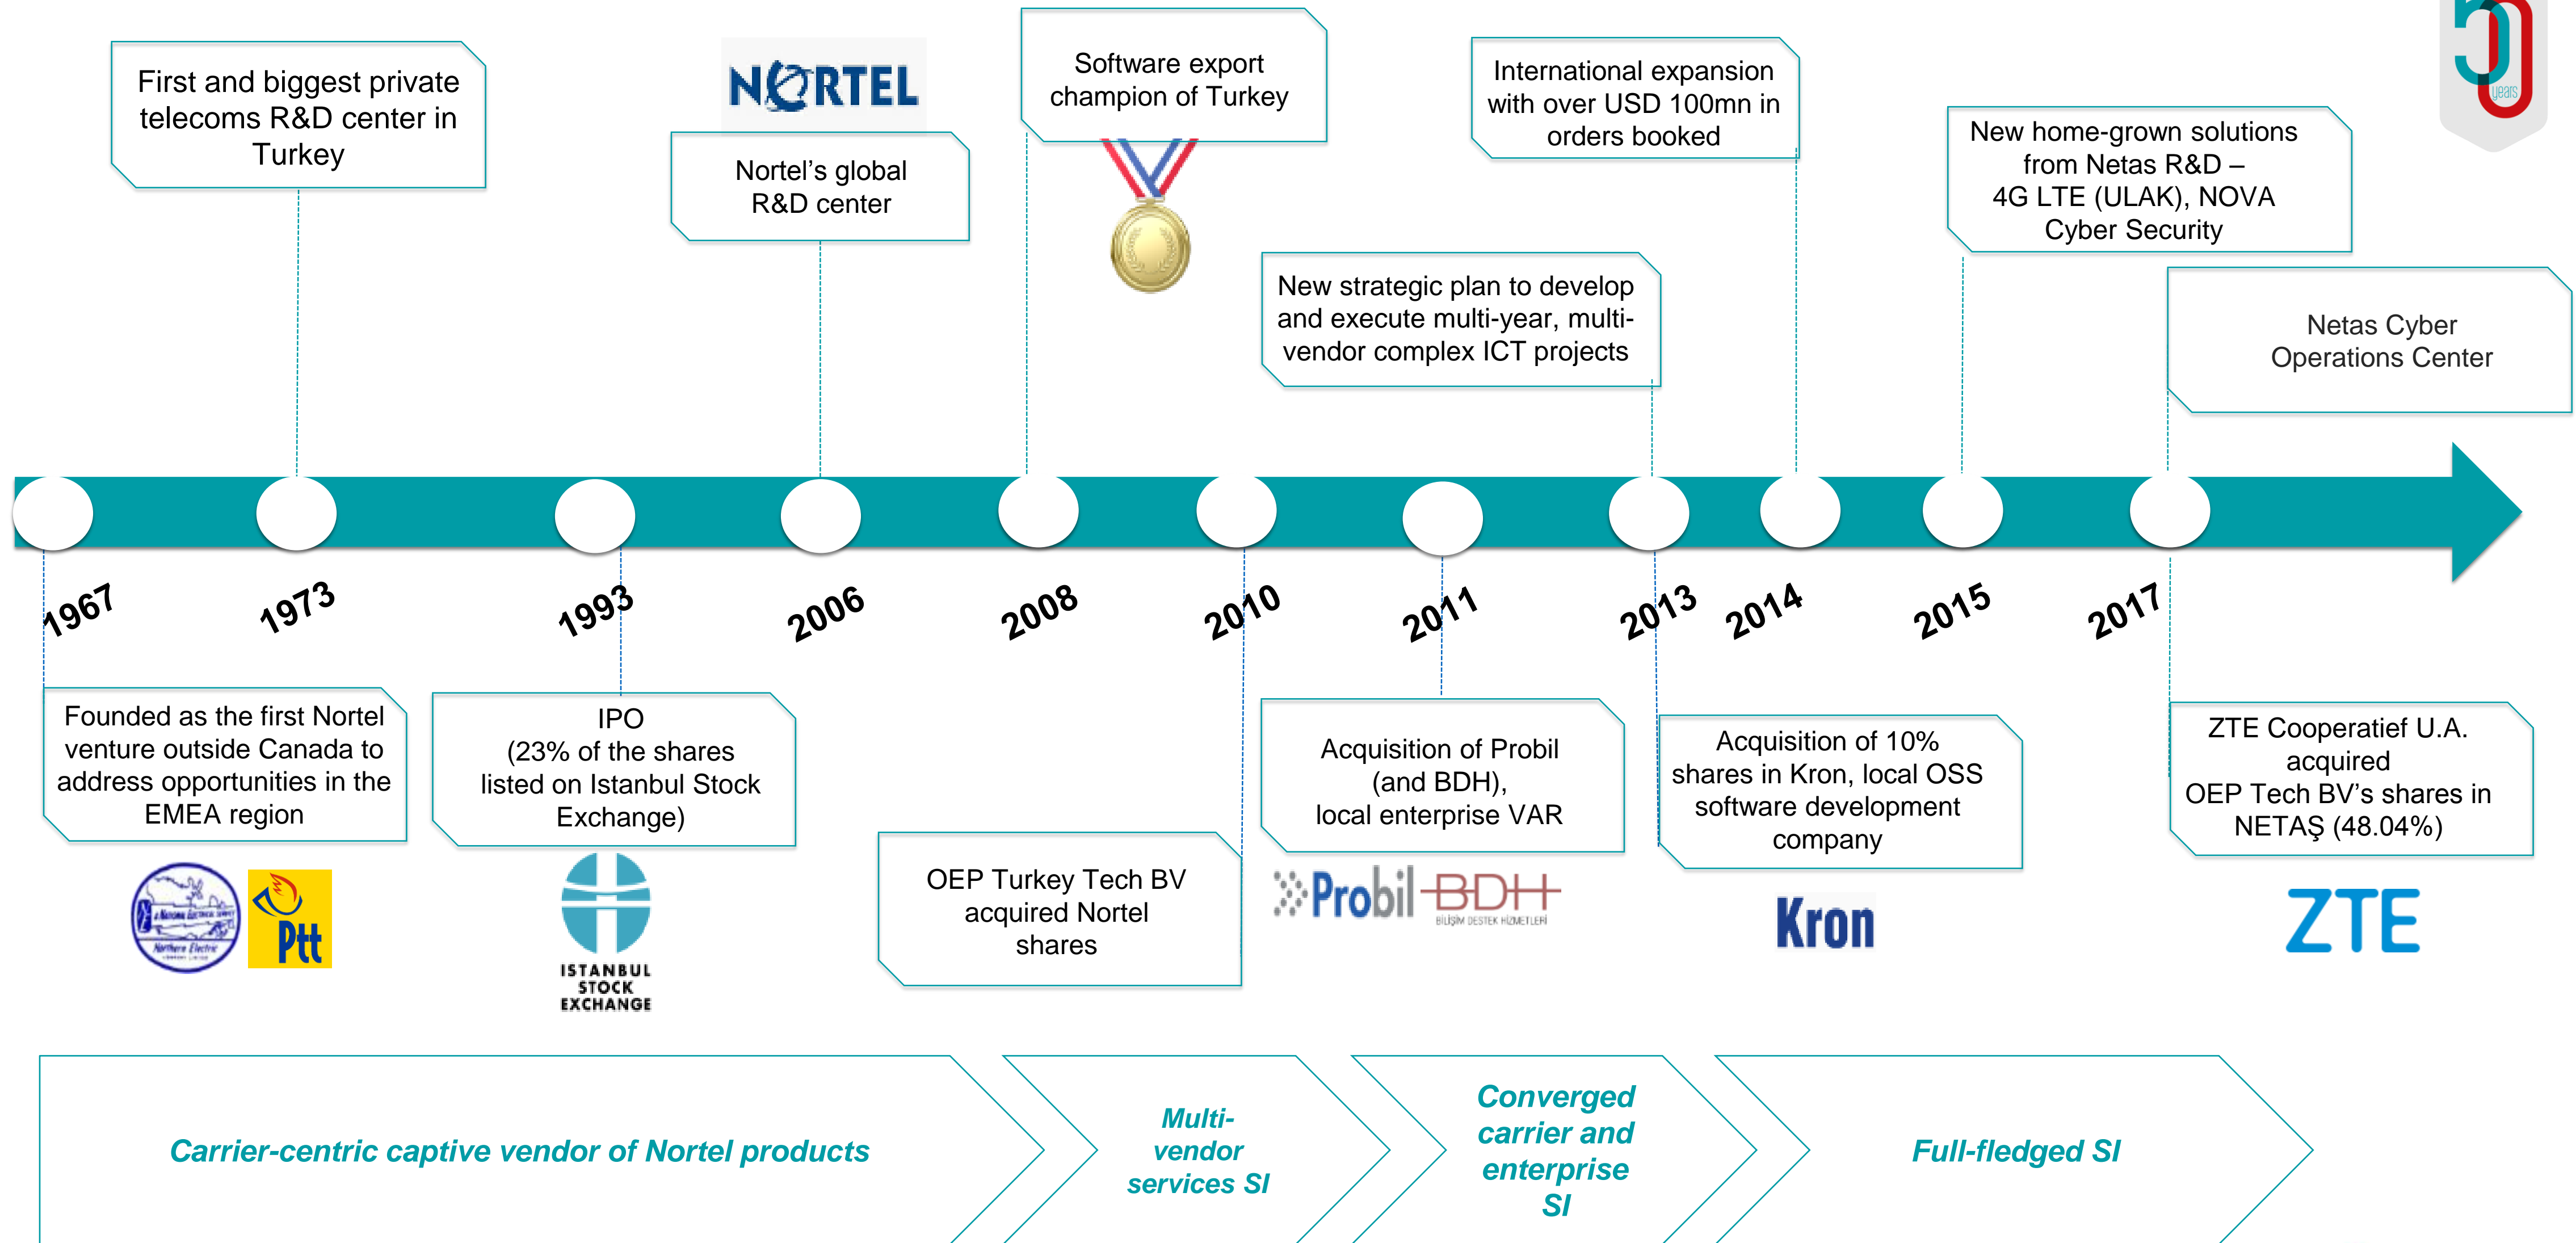 50
years
First and biggest private
telecoms R&D center in
Turkey
NORTEL
Nortel’s global
R&D center
Software export
champion of Turkey
New strategic plan to develop
and execute multi-year, multi-
vendor complex ICT projects
International expansion
with over USD 100mn in
orders booked
New home-grown solutions
from Netas R&D –
4G LTE (ULAK), NOVA
Cyber Security
Netas Cyber
Operations Center
1967
1973
1993
2006
2008
2010
2011
2013
2014
2015
2017
Founded as the first Nortel
venture outside Canada to
address opportunities in the
EMEA region
Northern Electric
Ptt
IPO
(23% of the shares
listed on Istanbul Stock
Exchange)
ISTANBUL
STOCK
EXCHANGE
OEP Turkey Tech BV
acquired Nortel
shares
Acquisition of Probil
(and BDH),
local enterprise VAR
Probil
BDH
BİLİŞİM DESTEK HİZMETLERİ
Acquisition of 10%
shares in Kron, local OSS
software development
company
Kron
ZTE Cooperatief U.A.
acquired
OEP Tech BV’s shares in
NETAŞ (48.04%)
ZTE
Carrier-centric captive vendor of Nortel products
Multi-
vendor
services SI
Converged
carrier and
enterprise
SI
Full-fledged SI